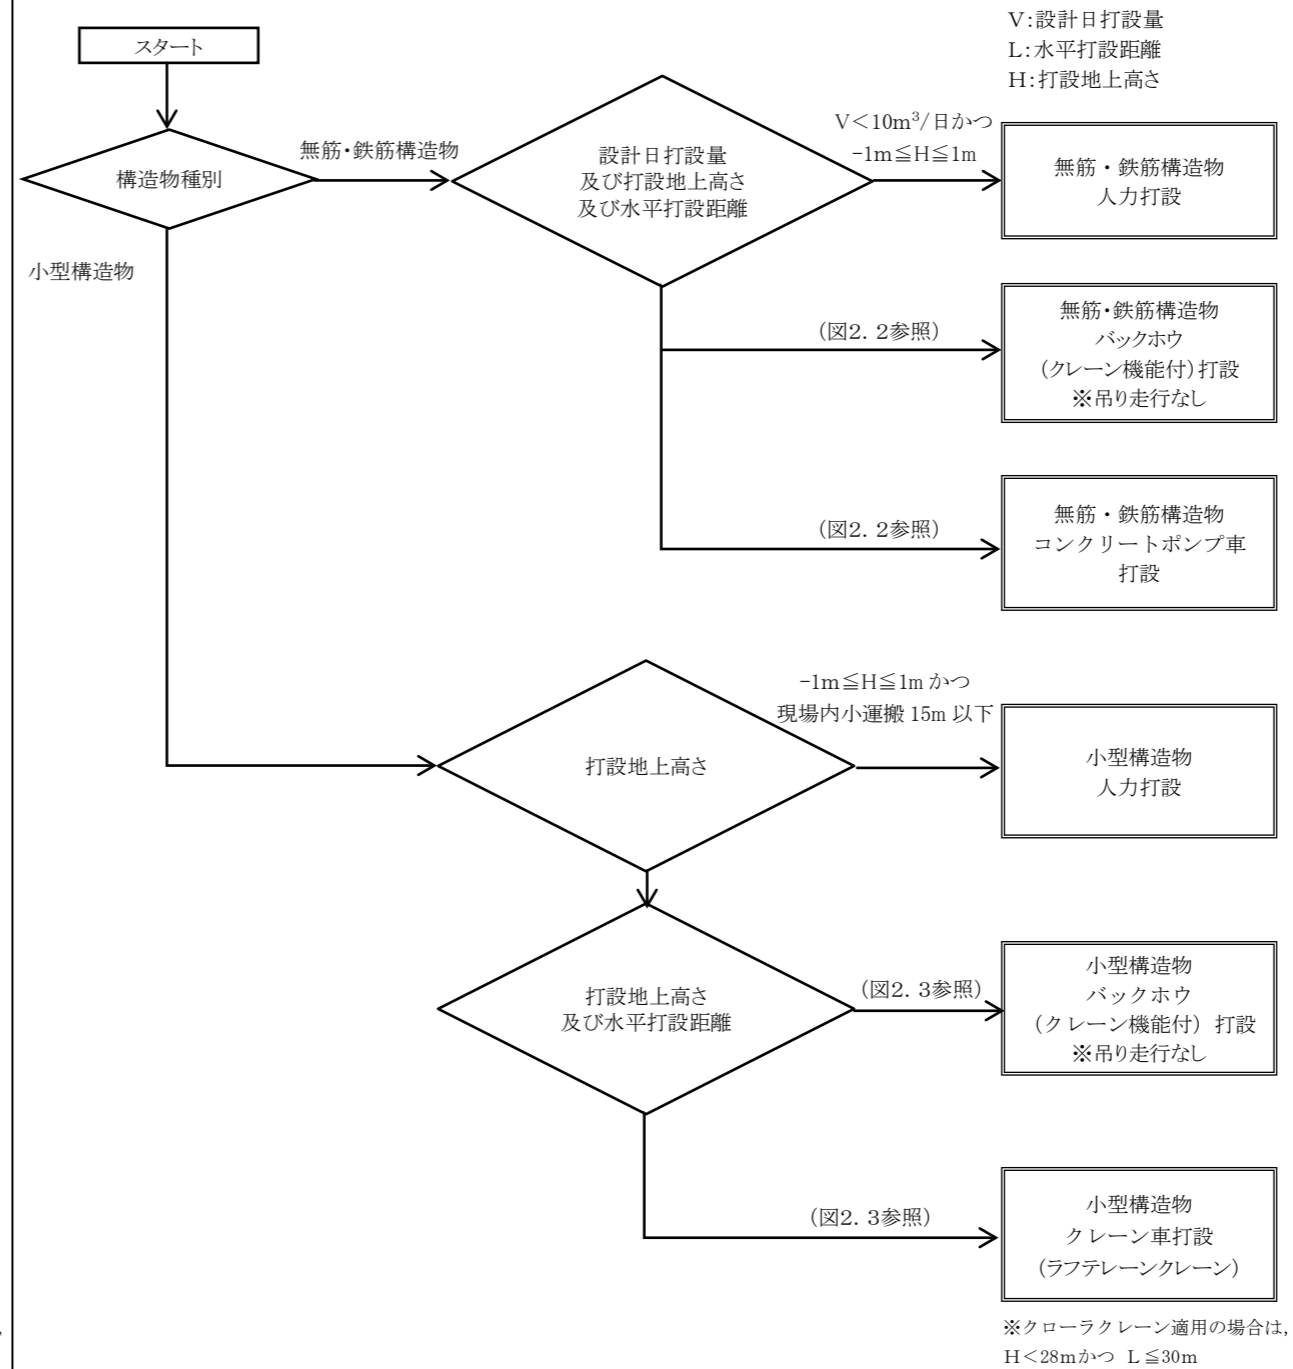 V:設計日打設量
L:水平打設距離
H:打設地上高さ
スタート
構造物種別
無筋・鉄筋構造物
小型構造物
設計日打設量
及び打設地上高さ
及び水平打設距離
V<10m³/日かつ
-1m≦H≦1m
無筋・鉄筋構造物
人力打設
(図2．2参照)
無筋・鉄筋構造物
バックホウ
(クレーン機能付)打設
※吊り走行なし
(図2．2参照)
無筋・鉄筋構造物
コンクリートポンプ車
打設
打設地上高さ
-1m≦H≦1m かつ
現場内小運搬 15m 以下
小型構造物
人力打設
打設地上高さ
及び水平打設距離
(図2．3参照)
小型構造物
バックホウ
(クレーン機能付) 打設
※吊り走行なし
(図2．3参照)
小型構造物
クレーン車打設
(ラフテレーンクレーン)
※クローラクレーン適用の場合は,
H<28mかつ L≦30m